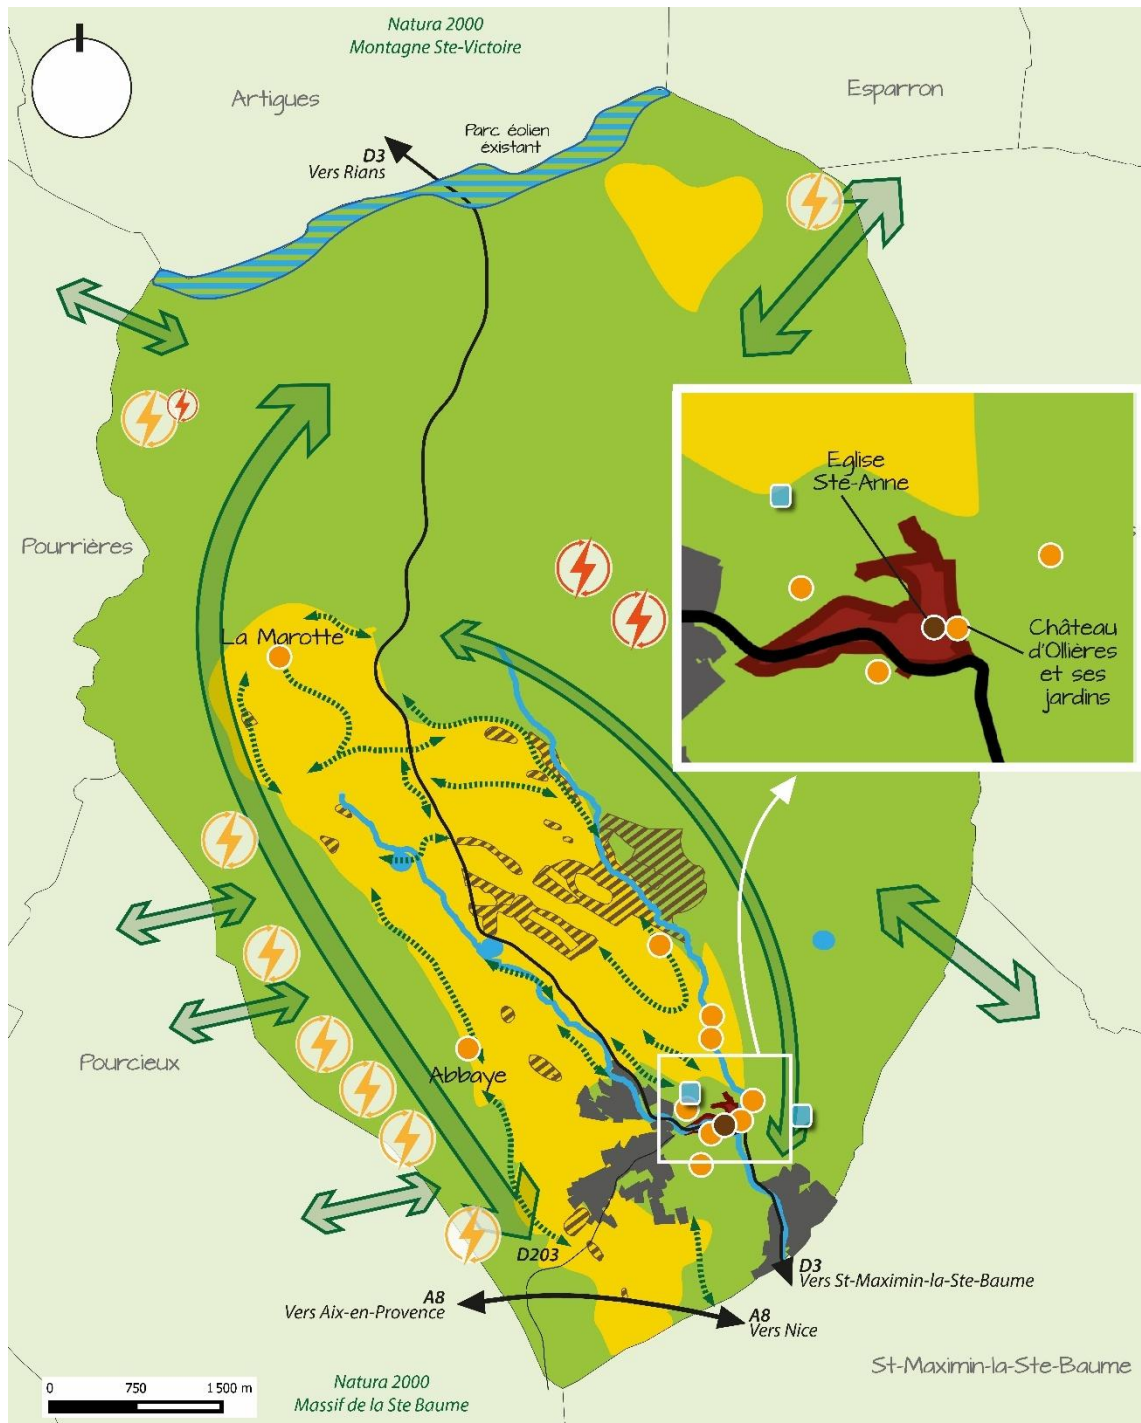 Natura 2000
Montagne Ste-Victoire
Artigues
Esparron
Parc éolien
éxistant
D3
Vers Rians
Pourrières
Eglise
Ste-Anne
Château
d'Ollières
et ses
jardins
La Marotte
Pourcieux
Abbaye
D203
D3
Vers St-Maximin-la-Ste-Baume
A8
Vers Aix-en-Provence
A8
Vers Nice
St-Maximin-la-Ste-Baume
0 750 1 500 m
Natura 2000
Massif de la Ste Baume